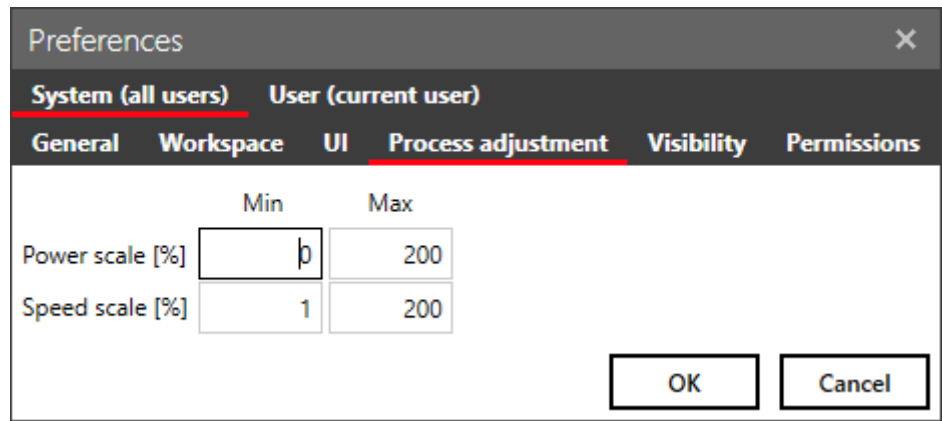 Preferences ×
System (all users) User (current user)
General Workspace UI Process adjustment Visibility Permissions
Min Max
Power scale [%] 0 200
Speed scale [%] 1 200
OK Cancel